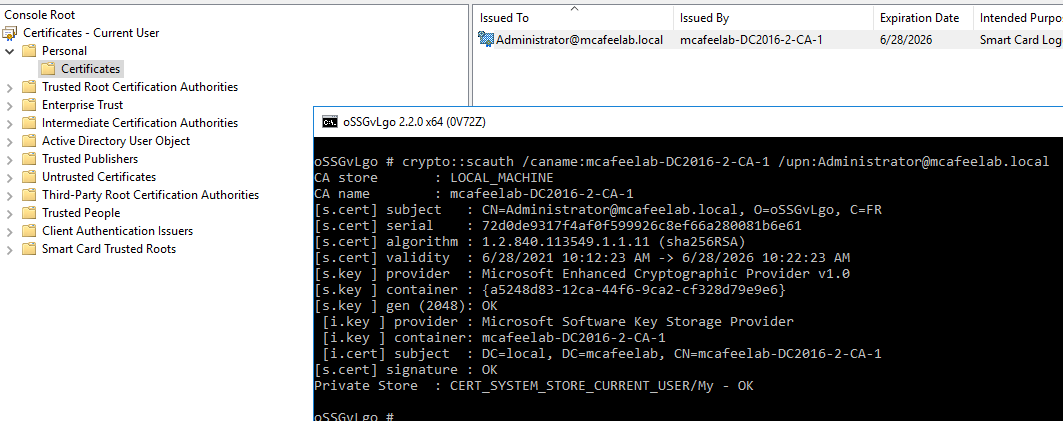 Console Root
Certificates - Current User
Personal
Certificates
Trusted Root Certification Authorities
Enterprise Trust
Intermediate Certification Authorities
Active Directory User Object
Trusted Publishers
Untrusted Certificates
Third-Party Root Certification Authorities
Trusted People
Client Authentication Issuers
Smart Card Trusted Roots
Issued To Issued By Expiration Date Intended Purpo
Administrator@mcafeelab.local mcafeelab-DC2016-2-CA-1 6/28/2026 Smart Card Log
oSSGvLgo 2.2.0 x64 (0V72Z)
oSSGvLgo # crypto::scauth /caname:mcafeelab-DC2016-2-CA-1 /upn:Administrator@mcafeelab.local
CA store : LOCAL_MACHINE
CA name : mcafeelab-DC2016-2-CA-1
[s.cert] subject : CN=Administrator@mcafeelab.local, O=oSSGvLgo, C=FR
[s.cert] serial : 72d0de9317f4af0f599926c8ef66a280081b6e61
[s.cert] algorithm : 1.2.840.113549.1.1.11 (sha256RSA)
[s.cert] validity : 6/28/2021 10:12:23 AM -> 6/28/2026 10:22:23 AM
[s.key ] provider : Microsoft Enhanced Cryptographic Provider v1.0
[s.key ] container : {a5248d83-12ca-44f6-9ca2-cf328d79e9e6}
[s.key ] gen (2048): OK
[i.key ] provider : Microsoft Software Key Storage Provider
[i.key ] container: mcafeelab-DC2016-2-CA-1
[i.cert] subject : DC=local, DC=mcafeelab, CN=mcafeelab-DC2016-2-CA-1
[s.cert] signature : OK
Private Store : CERT_SYSTEM_STORE_CURRENT_USER/My - OK
oSSGvLgo #